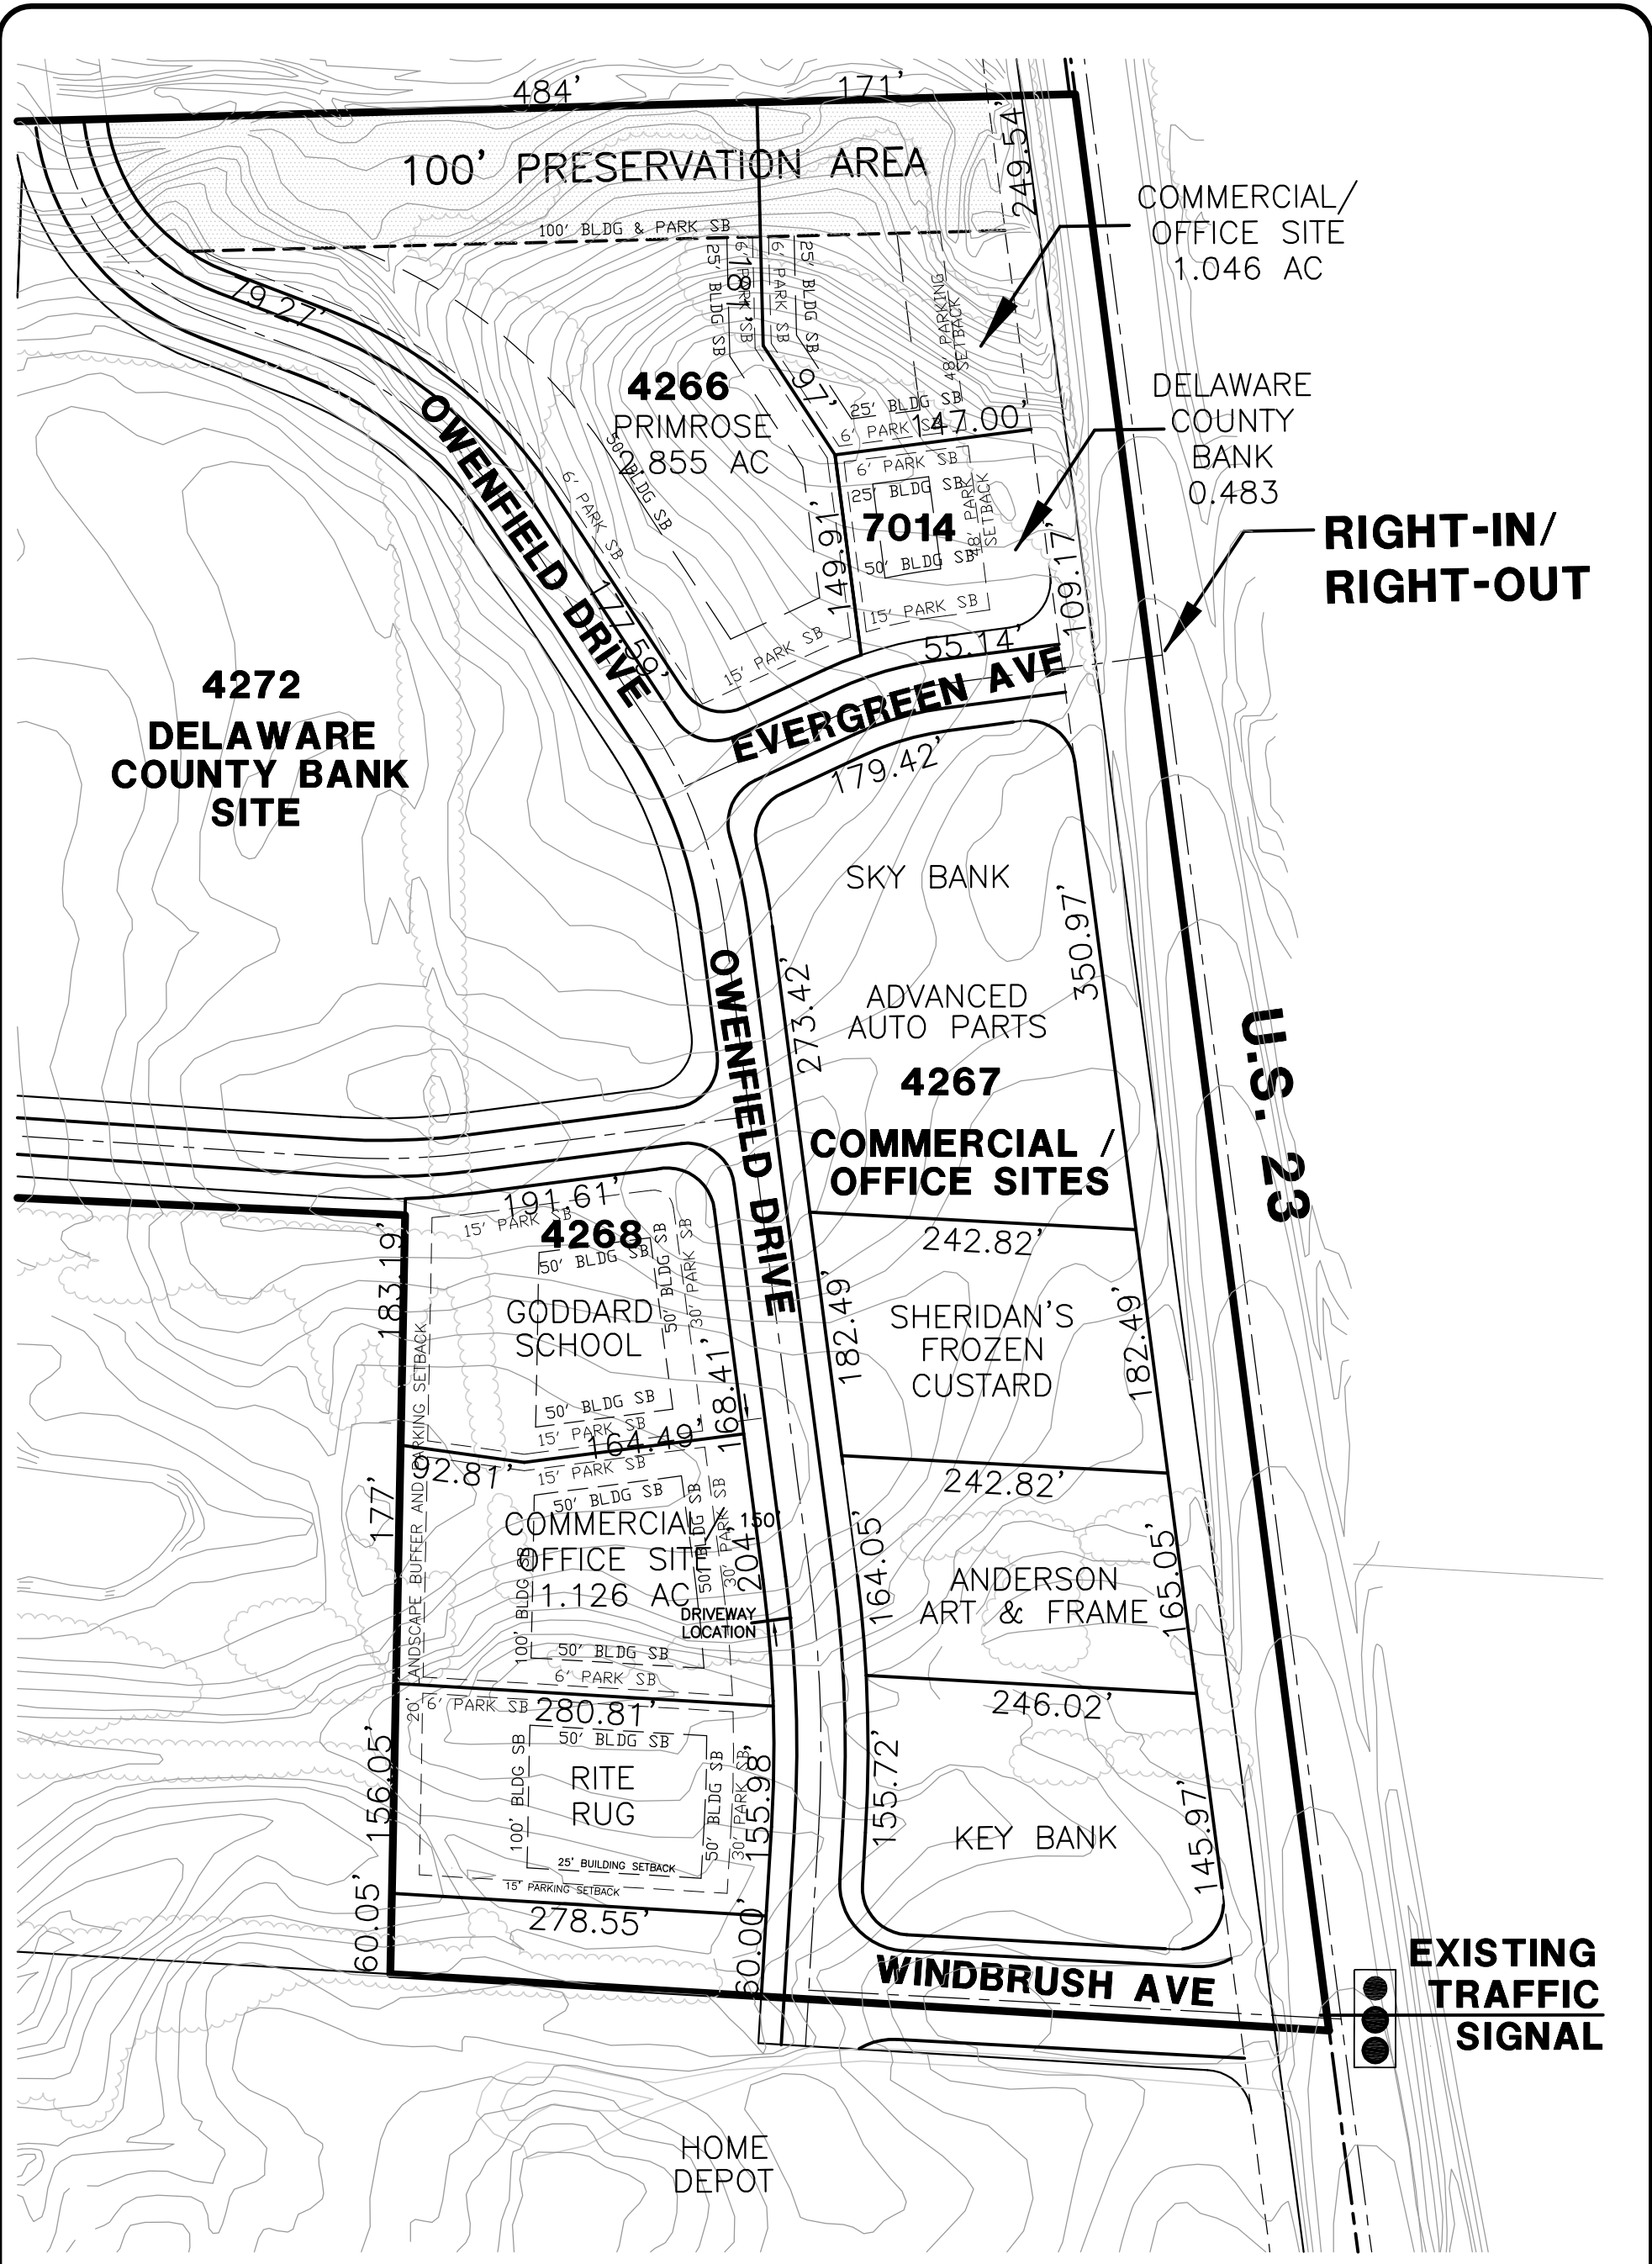 484'
171'
249.54'
100' PRESERVATION AREA
100' BLDG & PARK SB
COMMERCIAL/
OFFICE SITE
1.046 AC
79.27'
25' BLDG SB
6' PARK SB
6' PARK SB
25' BLDG SB
48' PARKING
SETBACK
97'
4266
PRIMROSE
50' BLDG SB
6' PARK SB
25' BLDG SB
6' PARK SB
147.00'
DELAWARE
COUNTY
BANK
0.483
6' PARK SB
25' BLDG SB
7014
48' PARK
SETBACK
50' BLDG SB
15' PARK SB
149.91'
109.17'
RIGHT-IN/
RIGHT-OUT
OWENFIELD DRIVE
177.59'
15' PARK SB
55.14'
EVERGREEN AVE
179.42'
4272
DELAWARE
COUNTY BANK
SITE
SKY BANK
350.97'
273.42'
ADVANCED
AUTO PARTS
4267
COMMERCIAL /
OFFICE SITES
OWENFIELD DRIVE
U.S. 23
191.61'
15' PARK SB
4268
50' BLDG SB
50' BLDG SB
30' PARK SB
183.19'
GODDARD
SCHOOL
168.41'
50' BLDG SB
15' PARK SB
164.49'
92.81'
15' PARK SB
242.82'
182.49'
SHERIDAN'S
FROZEN
CUSTARD
182.49'
242.82'
20' LANDSCAPE BUFFER AND PARKING SETBACK
177'
50' BLDG SB
COMMERCIAL/
OFFICE SITE
1.126 AC
100' BLDG SB
50' BLDG SB
30' PARK SB
204'
150'
DRIVEWAY
LOCATION
50' BLDG SB
6' PARK SB
164.05'
ANDERSON
ART & FRAME
165.05'
246.02'
6' PARK SB
280.81'
50' BLDG SB
156.05'
100' BLDG SB
RITE
RUG
50' BLDG SB
30' PARK SB
155.98'
25' BUILDING SETBACK
15' PARKING SETBACK
155.72'
KEY BANK
145.97'
60.05'
278.55'
60.00'
WINDBRUSH AVE
EXISTING
TRAFFIC
SIGNAL
HOME
DEPOT